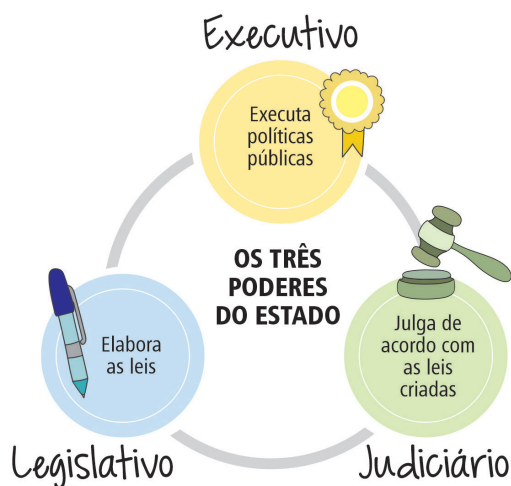 Executivo
Executa
políticas
públicas
OS TRÊS
PODERES
DO ESTADO
Elabora
as leis
Julga de
acordo com
as leis
criadas
Legislativo
Judiciário